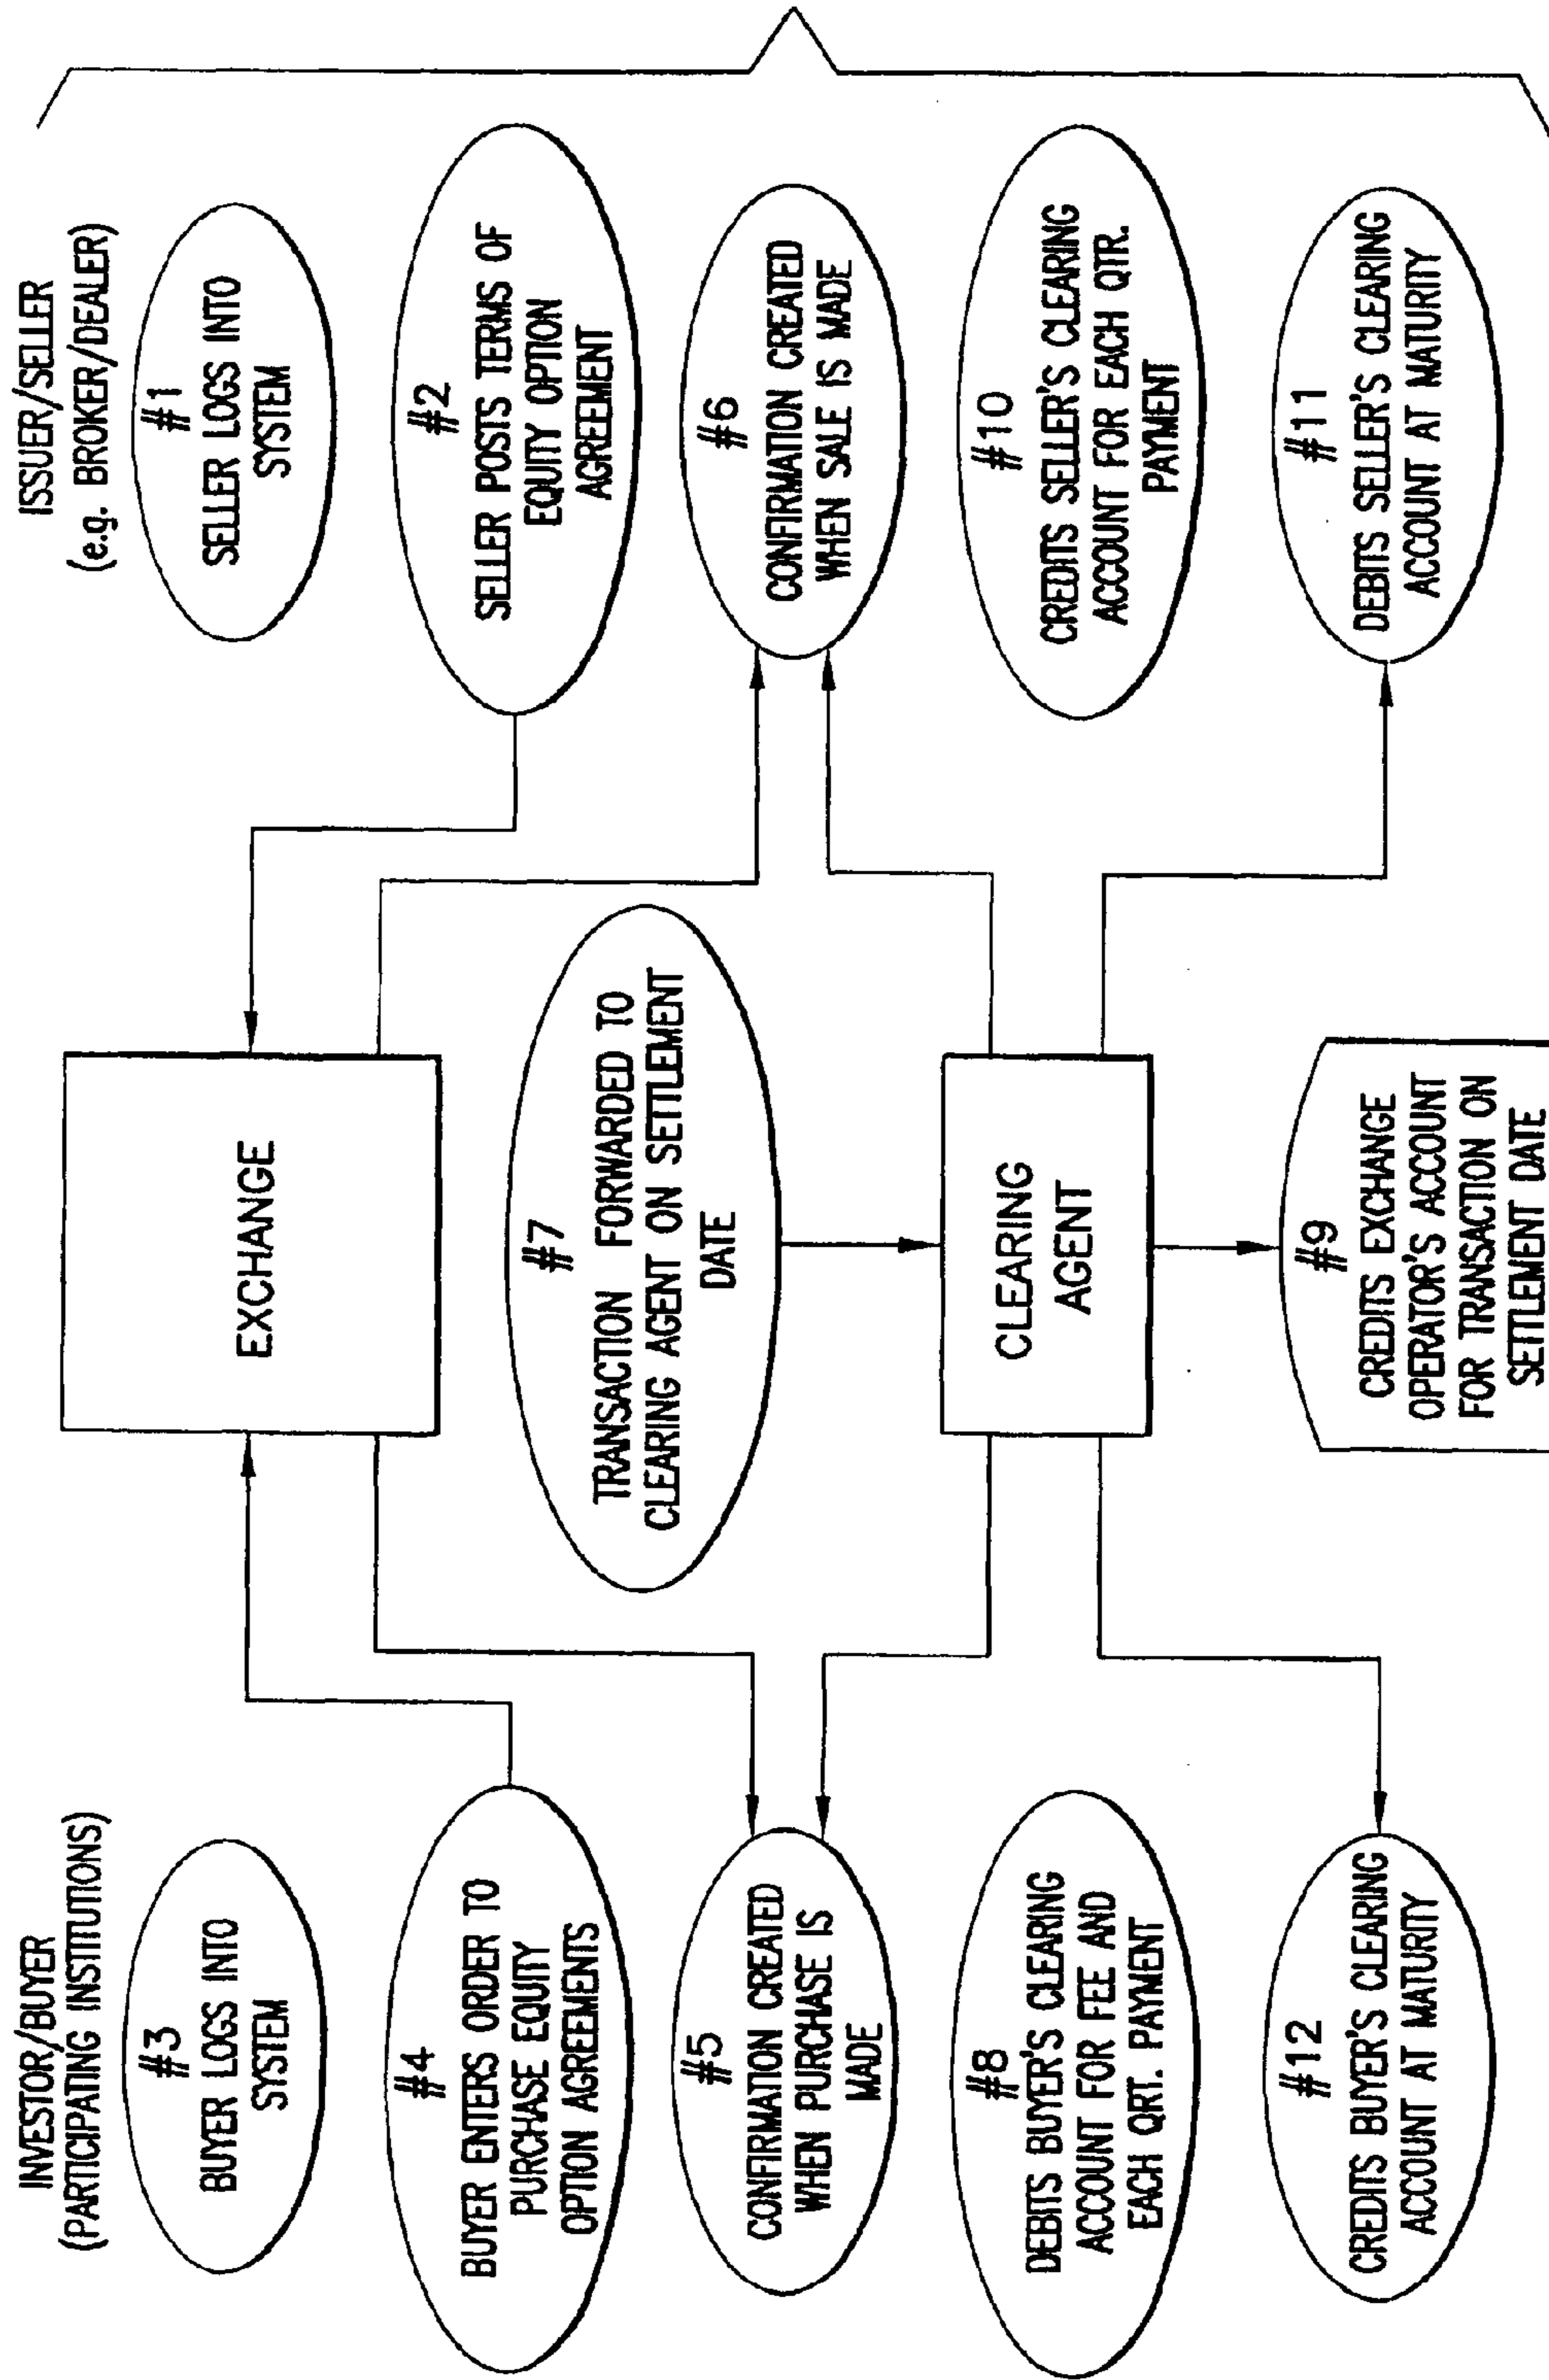 INVESTOR/BUYER
(PARTICIPATING INSTITUTIONS)
#3
BUYER LOGS INTO
SYSTEM
#4
BUYER ENTERS ORDER TO
PURCHASE EQUITY
OPTION AGREEMENTS
#5
CONFIRMATION CREATED
WHEN PURCHASE IS
MADE
#8
DEBITS BUYER'S CLEARING
ACCOUNT FOR FEE AND
EACH QRT. PAYMENT
#12
CREDITS BUYER'S CLEARING
ACCOUNT AT MATURITY
EXCHANGE
#7
TRANSACTION FORWARDED TO
CLEARING AGENT ON SETTLEMENT
DATE
CLEARING
AGENT
#9
CREDITS EXCHANGE
OPERATOR'S ACCOUNT
FOR TRANSACTION ON
SETTLEMENT DATE
ISSUER/SELLER
(e.g. BROKER/DEALER)
#1
SELLER LOGS INTO
SYSTEM
#2
SELLER POSTS TERMS OF
EQUITY OPTION
AGREEMENT
#6
CONFIRMATION CREATED
WHEN SALE IS MADE
#10
CREDITS SELLER'S CLEARING
ACCOUNT FOR EACH QTR.
PAYMENT
#11
DEBITS SELLER'S CLEARING
ACCOUNT AT MATURITY